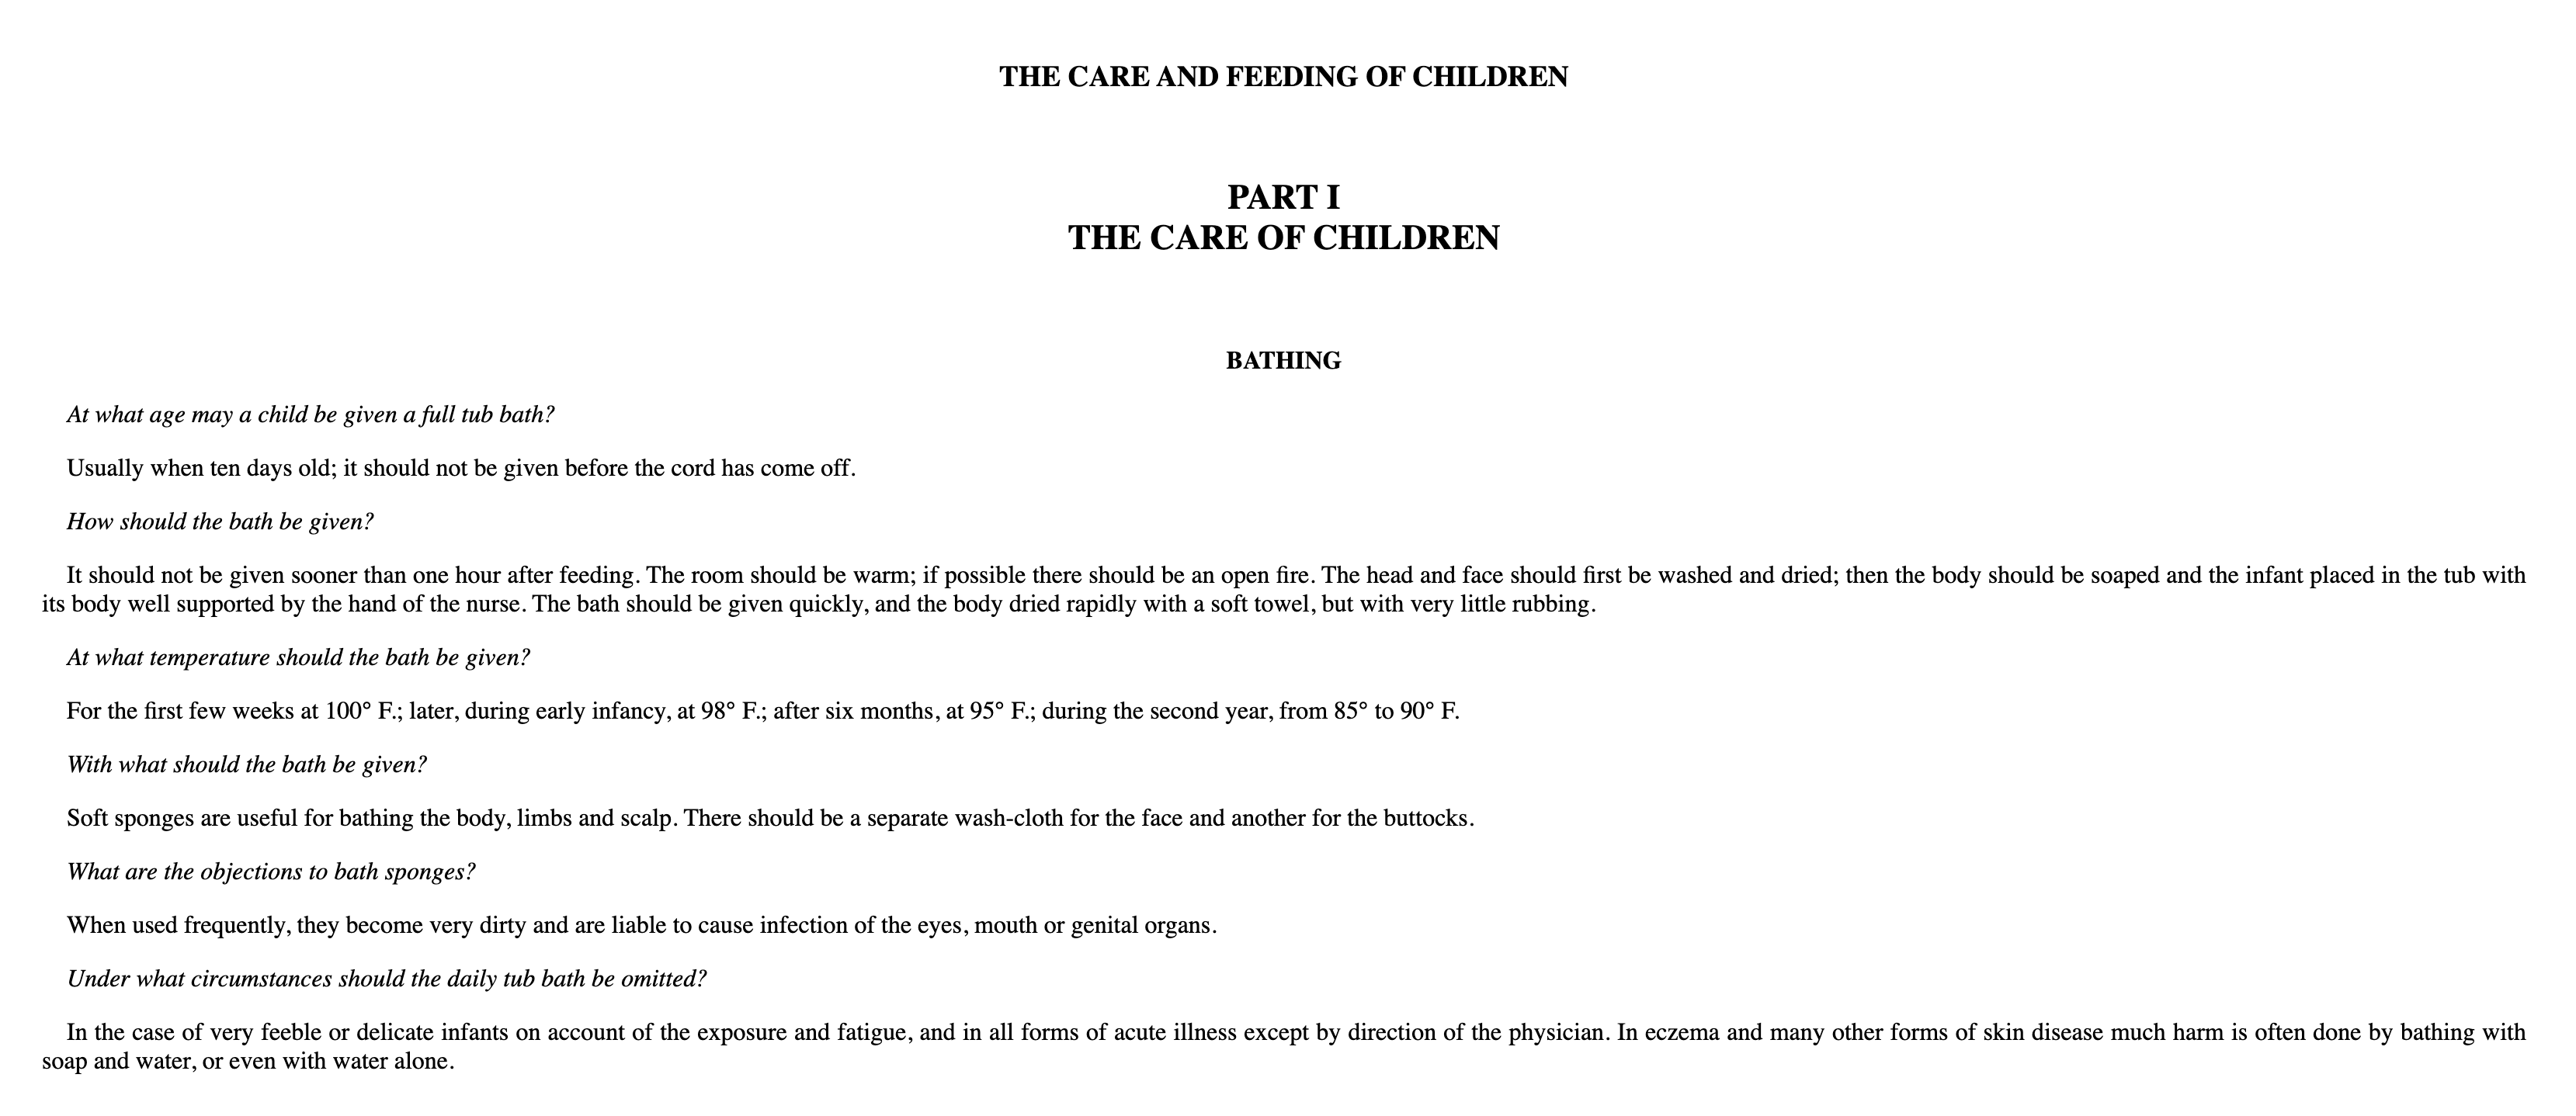 THE CARE AND FEEDING OF CHILDREN
PART I
THE CARE OF CHILDREN
BATHING
At what age may a child be given a full tub bath?
Usually when ten days old; it should not be given before the cord has come off.
How should the bath be given?
It should not be given sooner than one hour after feeding. The room should be warm; if possible there should be an open fire. The head and face should first be washed and dried; then the body should be soaped and the infant placed in the tub with
its body well supported by the hand of the nurse. The bath should be given quickly, and the body dried rapidly with a soft towel, but with very little rubbing.
At what temperature should the bath be given?
For the first few weeks at 100° F.; later, during early infancy, at 98° F.; after six months, at 95° F.; during the second year, from 85° to 90° F.
With what should the bath be given?
Soft sponges are useful for bathing the body, limbs and scalp. There should be a separate wash-cloth for the face and another for the buttocks.
What are the objections to bath sponges?
When used frequently, they become very dirty and are liable to cause infection of the eyes, mouth or genital organs.
Under what circumstances should the daily tub bath be omitted?
In the case of very feeble or delicate infants on account of the exposure and fatigue, and in all forms of acute illness except by direction of the physician. In eczema and many other forms of skin disease much harm is often done by bathing with
soap and water, or even with water alone.